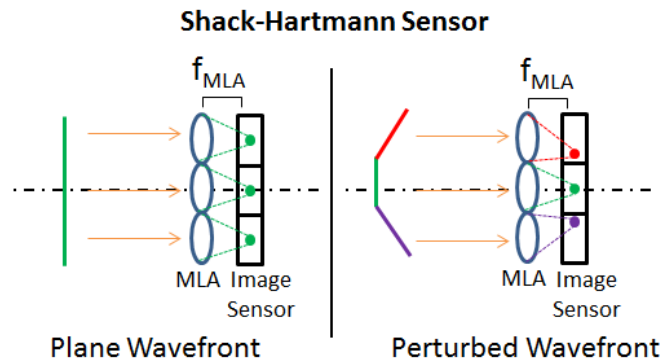 Shack-Hartmann Sensor
fMLA
fMLA
MLA
Image
Sensor
MLA
Image
Sensor
Plane Wavefront
Perturbed Wavefront